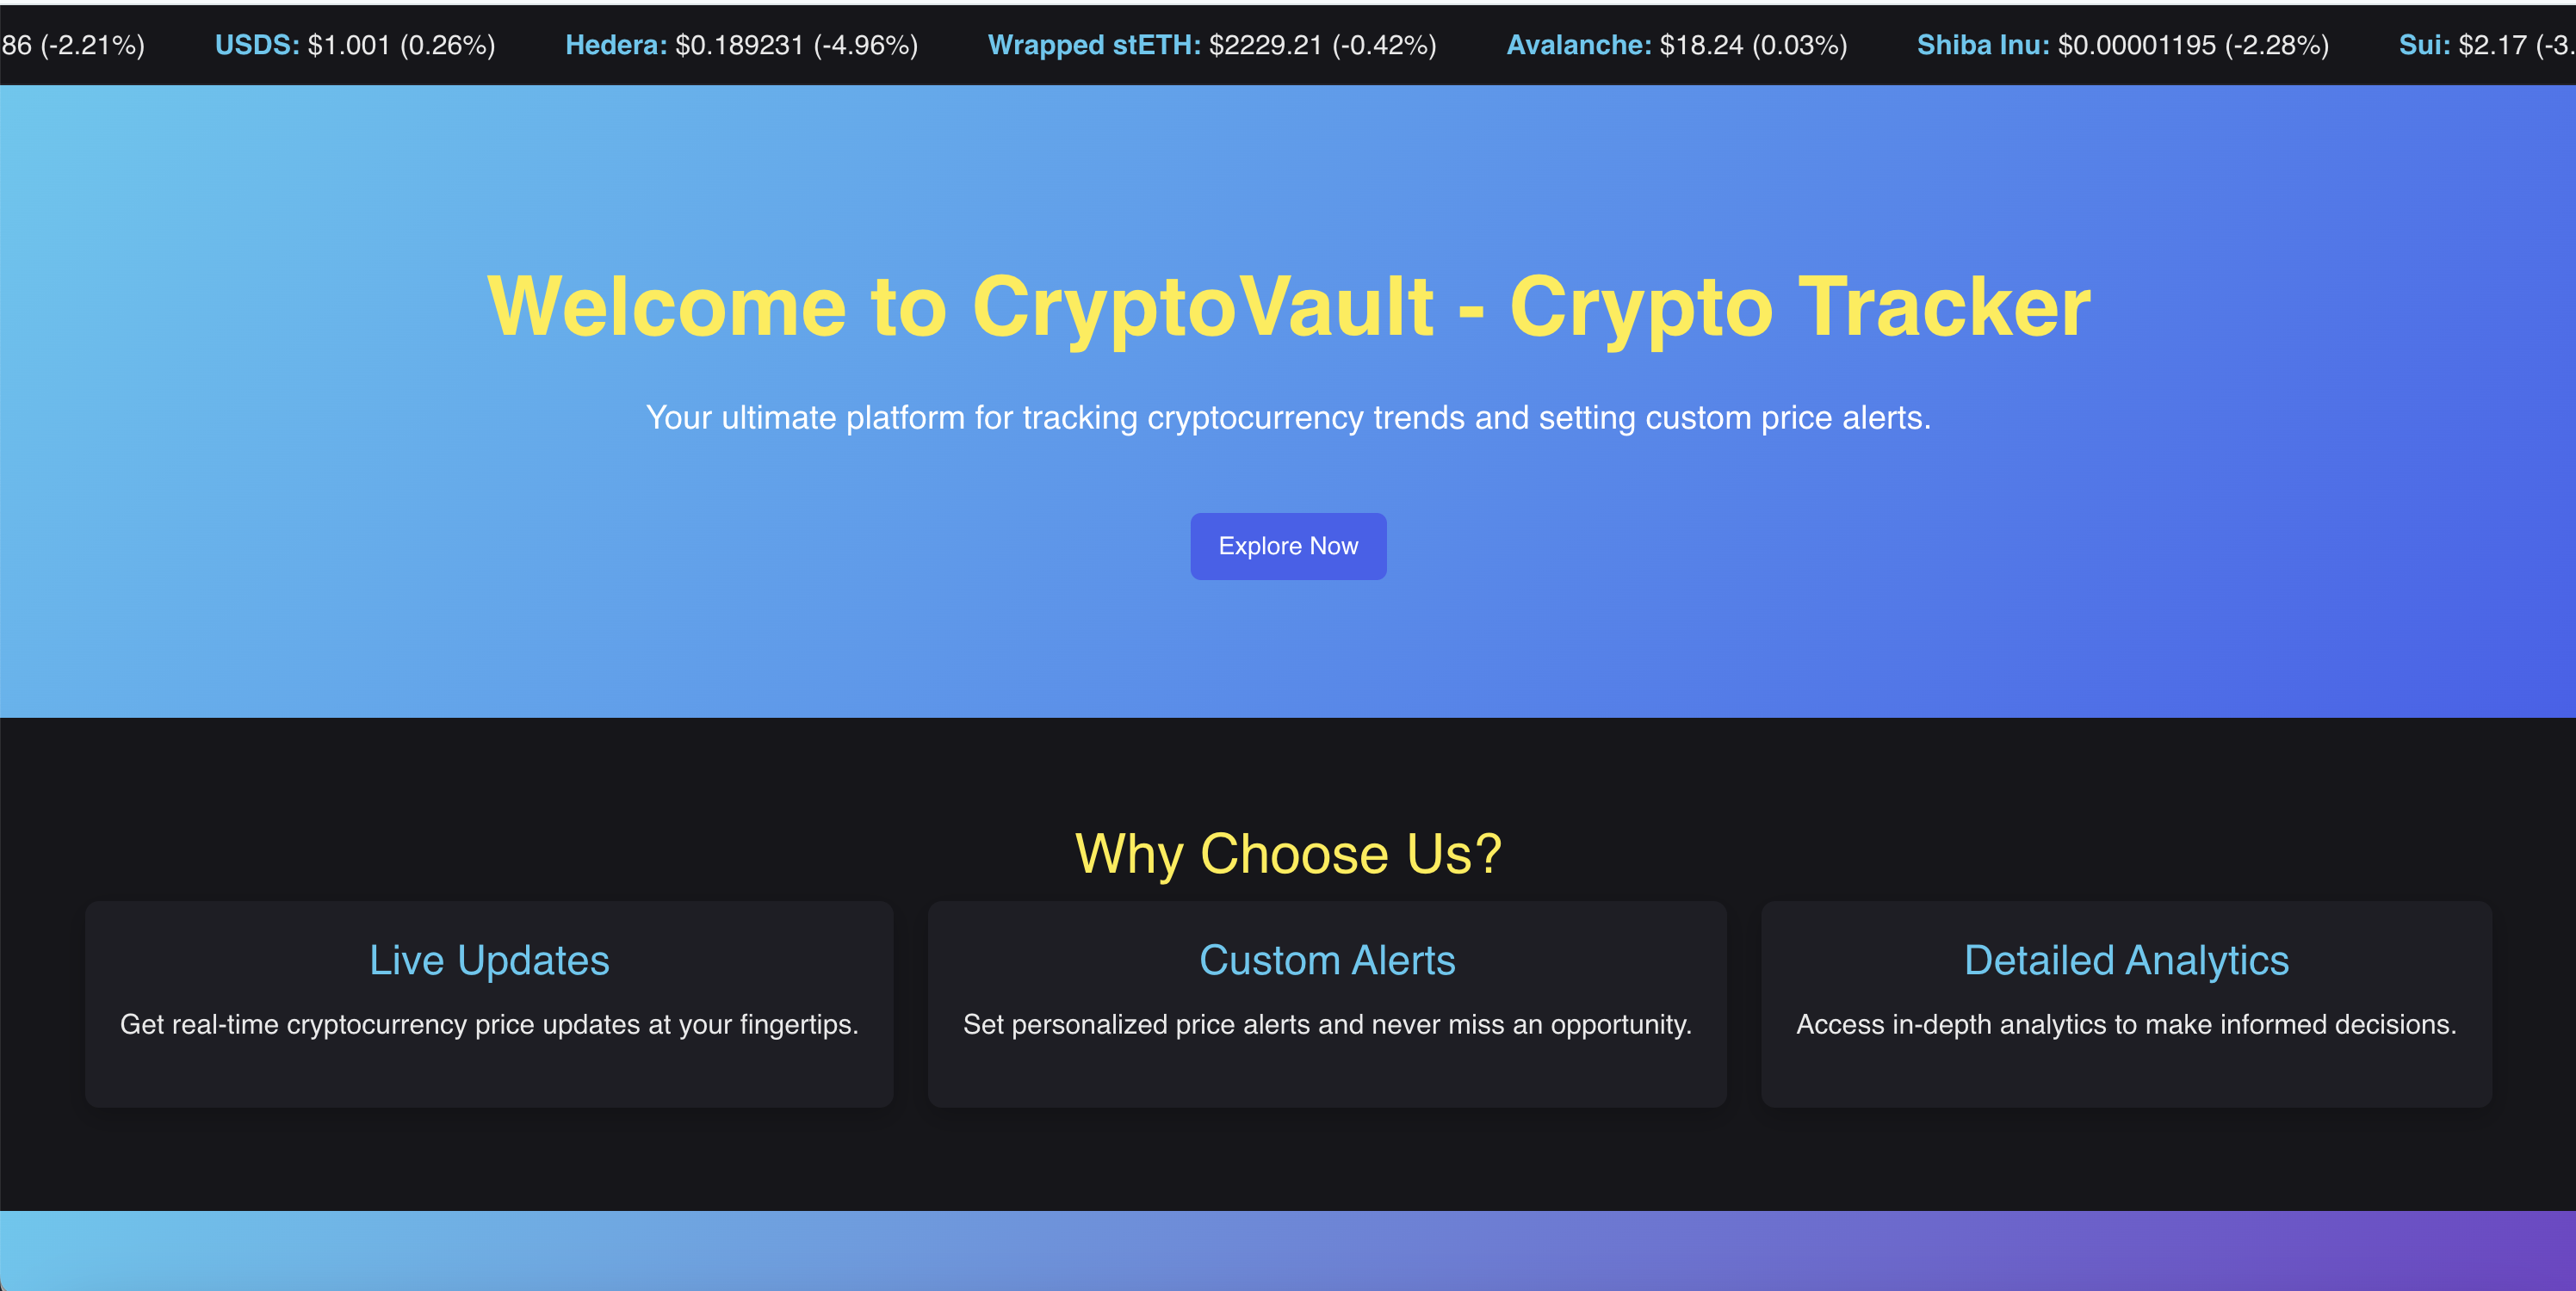 86 (-2.21%) USDS: $1.001 (0.26%) Hedera: $0.189231 (-4.96%) Wrapped stETH: $2229.21 (-0.42%) Avalanche: $18.24 (0.03%) Shiba Inu: $0.00001195 (-2.28%) Sui: $2.17 (-3.
Welcome to CryptoVault - Crypto Tracker
Your ultimate platform for tracking cryptocurrency trends and setting custom price alerts.
Explore Now
Why Choose Us?
Live Updates
Get real-time cryptocurrency price updates at your fingertips.
Custom Alerts
Set personalized price alerts and never miss an opportunity.
Detailed Analytics
Access in-depth analytics to make informed decisions.